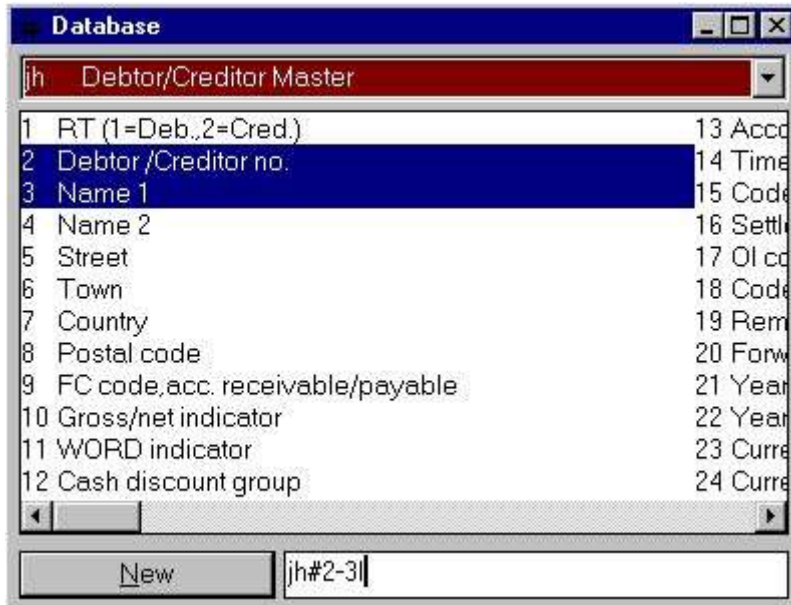 Database
jh Debtor/Creditor Master
1 RT (1=Deb.,2=Cred.)
2 Debtor/Creditor no.
3 Name 1
4 Name 2
5 Street
6 Town
7 Country
8 Postal code
9 FC code,acc. receivable/payable
10 Gross/net indicator
11 WORD indicator
12 Cash discount group
13 Acco
14 Time
15 Code
16 Settl
17 OI co
18 Code
19 Rem
20 Forw
21 Year
22 Year
23 Curre
24 Curre
New
jh#2-3l